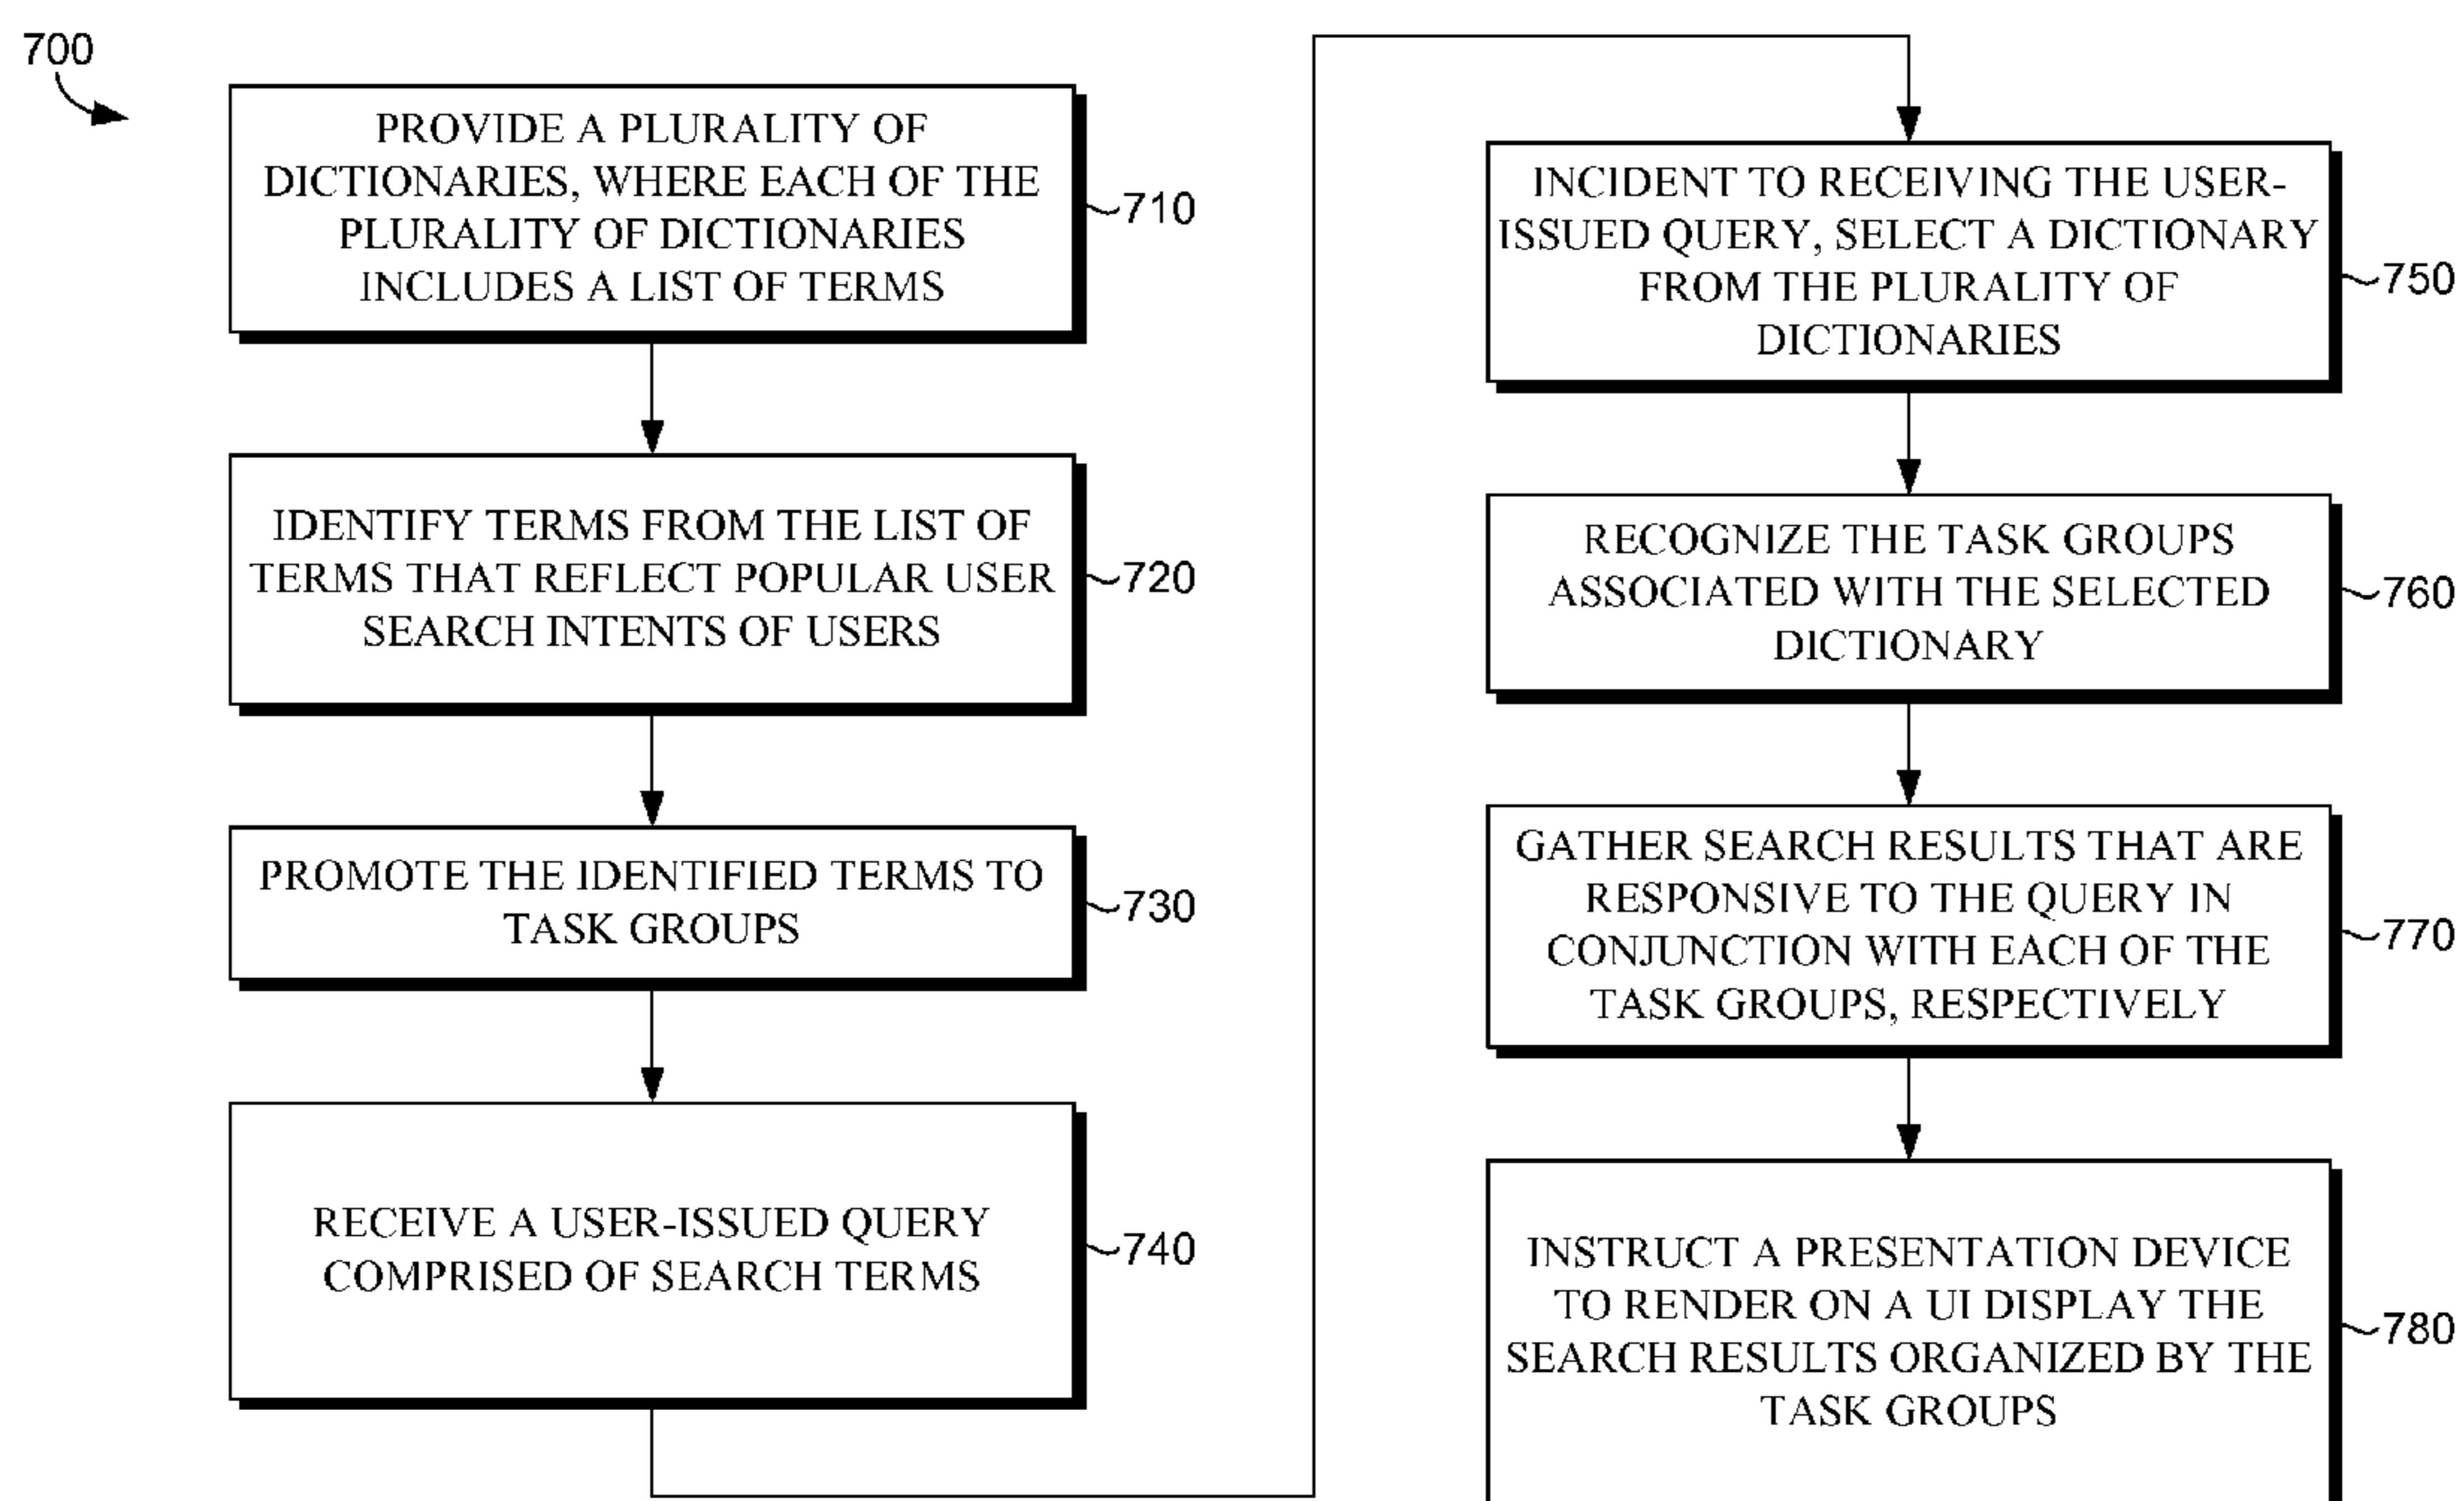 700
PROVIDE A PLURALITY OF
DICTIONARIES, WHERE EACH OF THE
PLURALITY OF DICTIONARIES
INCLUDES A LIST OF TERMS
710
IDENTIFY TERMS FROM THE LIST OF
TERMS THAT REFLECT POPULAR USER
SEARCH INTENTS OF USERS
720
PROMOTE THE IDENTIFIED TERMS TO
TASK GROUPS
730
RECEIVE A USER-ISSUED QUERY
COMPRISED OF SEARCH TERMS
740
INCIDENT TO RECEIVING THE USER-
ISSUED QUERY, SELECT A DICTIONARY
FROM THE PLURALITY OF
DICTIONARIES
750
RECOGNIZE THE TASK GROUPS
ASSOCIATED WITH THE SELECTED
DICTIONARY
760
GATHER SEARCH RESULTS THAT ARE
RESPONSIVE TO THE QUERY IN
CONJUNCTION WITH EACH OF THE
TASK GROUPS, RESPECTIVELY
770
INSTRUCT A PRESENTATION DEVICE
TO RENDER ON A UI DISPLAY THE
SEARCH RESULTS ORGANIZED BY THE
TASK GROUPS
780